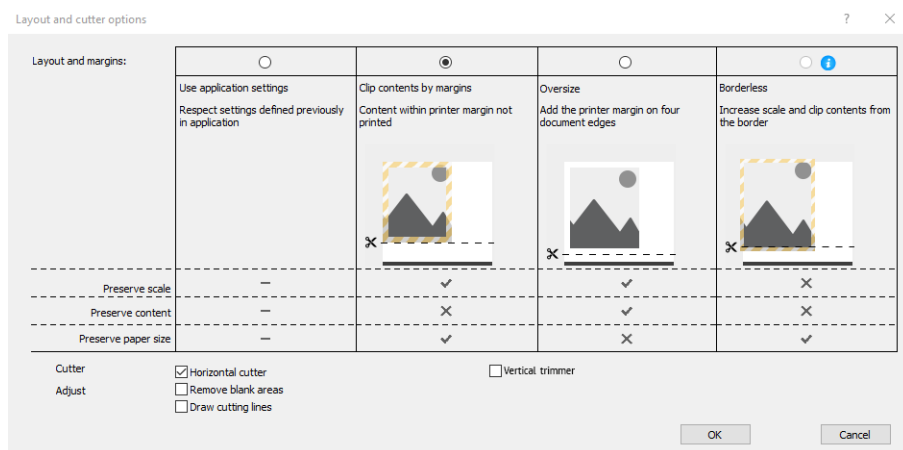 Layout and cutter options
Layout and margins:
Use application settings
Respect settings defined previously
in application
Clip contents by margins
Content within printer margin not
printed
Oversize
Add the printer margin on four
document edges
Borderless
Increase scale and clip contents from
the border
Preserve scale
Preserve content
Preserve paper size
Cutter
Horizontal cutter
Vertical trimmer
Adjust
Remove blank areas
Draw cutting lines
OK
Cancel